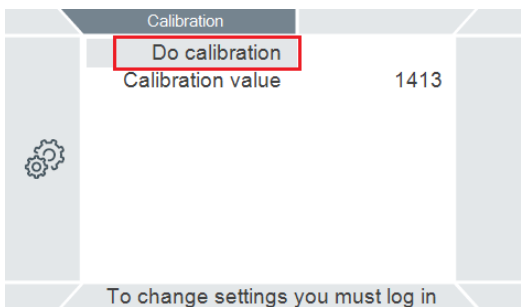 Calibration
Do calibration
Calibration value 1413
To change settings you must log in